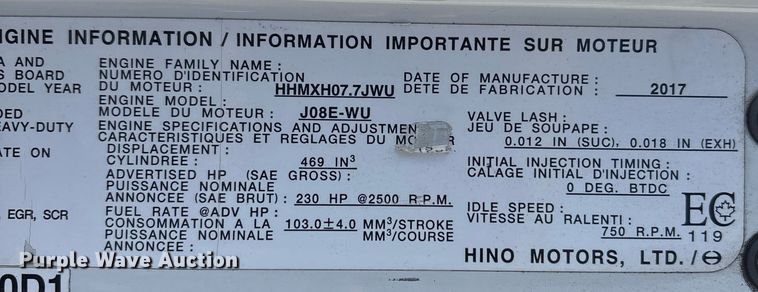 NGINE INFORMATION / INFORMATION IMPORTANTE SUR MOTEUR
A AND
S BOARD
ODEL YEAR
DED
EAVY-DUTY
ATE ON
, EGR, SCR
0D1
ENGINE FAMILY NAME:
NUMERO D'IDENTIFICATION
DU MOTEUR : HHMXH07.7JWU
ENGINE MODEL:
MODELE DU MOTEUR : J08E-WU
ENGINE SPECIFICATIONS AND ADJUSTMEN
CARACTERISTIQUES ET REGLAGES DU MO R
DISPLACEMENT :
CYLINDREE : 469 IN³
ADVERTISED HP (SAE GROSS):
PUISSANCE NOMINALE
ANNONCEE (SAE BRUT): 230 HP @2500 R.P.M.
FUEL RATE @ADV HP :
CONSOMMATION A LA 103.0±4.0 MM³/STROKE
PUISSANCE NOMINALE MM³/COURSE
ANNONCEE :
DATE OF MANUFACTURE :
DETE DE FABRICATION : 2017
VALVE LASH :
JEU DE SOUPAPE:
0.012 IN (SUC), 0.018 IN (EXH)
INITIAL INJECTION TIMING :
CALAGE INITIAL D'INJECTION :
0 DEG. BTDC
IDLE SPEED :
VITESSE AU RALENTI : 750 R.P.M.
EC
119
HINO MOTORS, LTD./
Purple Wave Auction